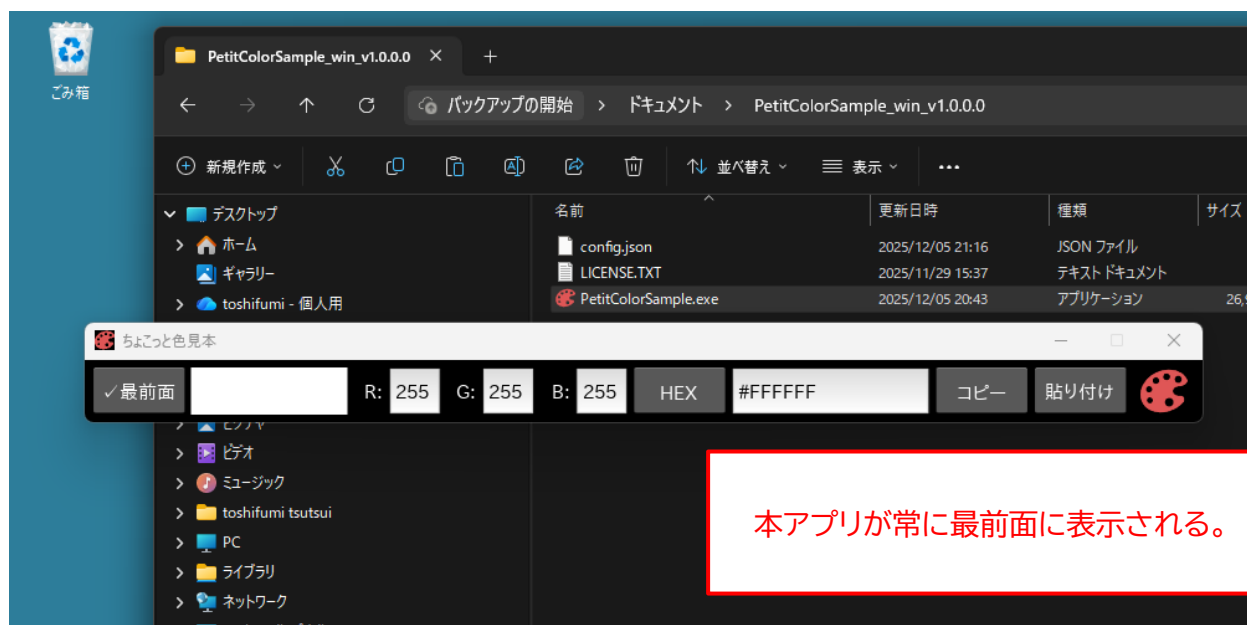 PetitColorSample_win_v1.0.0.0
ごみ箱
バックアップの開始 > ドキュメント > PetitColorSample_win_v1.0.0.0
新規作成 並べ替え 表示
デスクトップ
名前 更新日時 種類 サイズ
ホーム
config.json 2025/12/05 21:16 JSON ファイル
ギャラリー
LICENSE.TXT 2025/11/29 15:37 テキスト ドキュメント
toshifumi - 個人用
PetitColorSample.exe 2025/12/05 20:43 アプリケーション 26,
ちょこっと色見本
✓最前面 R: 255 G: 255 B: 255 HEX #FFFFFF コピー 貼り付け
ピクチャ
ビデオ
ミュージック
toshifumi tsutsui
本アプリが常に最前面に表示される。
PC
ライブラリ
ネットワーク